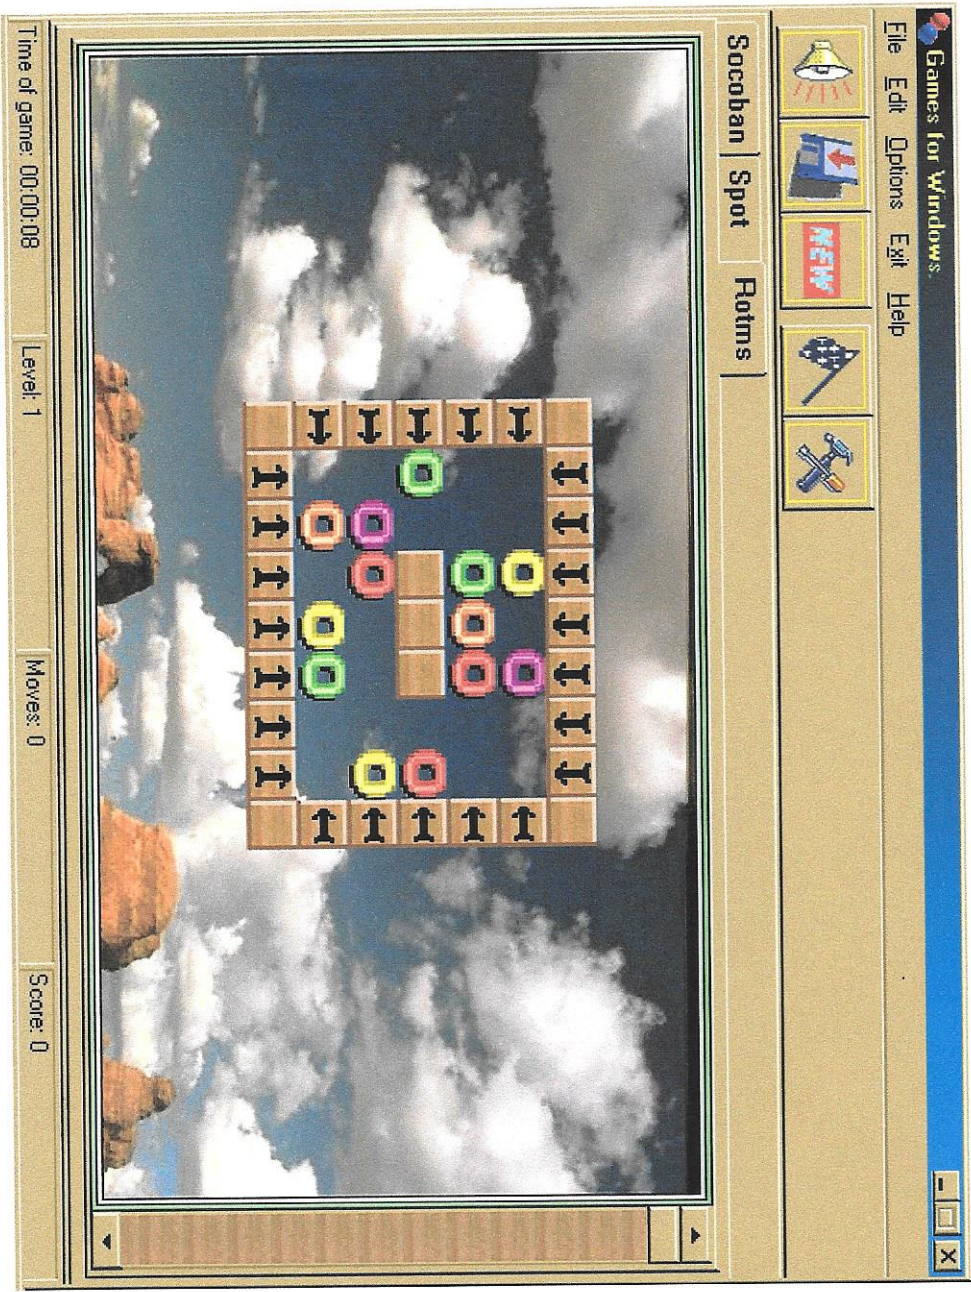 Games for Windows.
File Edit Options Exit Help
NEW
Socoban Spot Rotms
Time of game: 00:00:08 Level: 1 Moves: 0 Score: 0